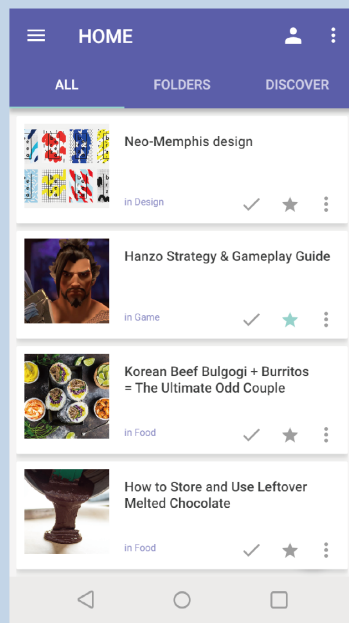 HOME
ALL
FOLDERS
DISCOVER
Neo-Memphis design
in Design
Hanzo Strategy & Gameplay Guide
in Game
Korean Beef Bulgogi + Burritos
= The Ultimate Odd Couple
in Food
How to Store and Use Leftover
Melted Chocolate
in Food